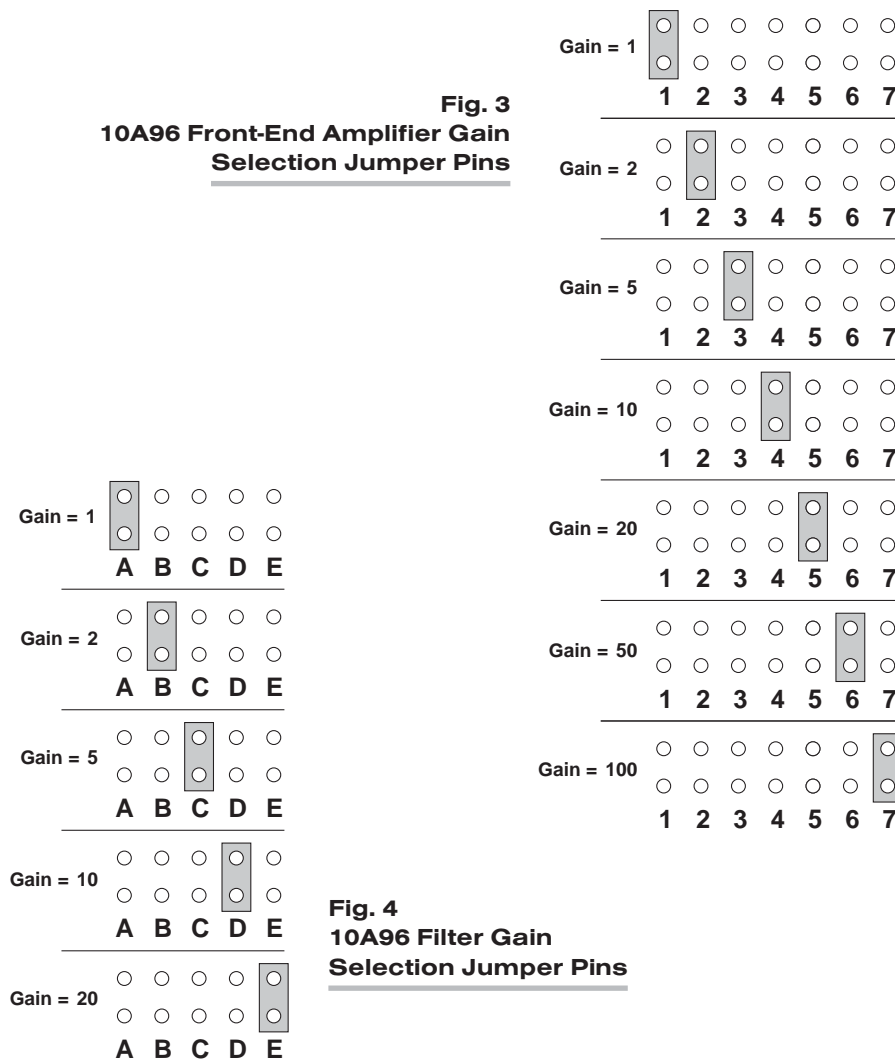 Fig. 3
10A96 Front-End Amplifier Gain
Selection Jumper Pins
Gain = 1
1 2 3 4 5 6 7
Gain = 2
1 2 3 4 5 6 7
Gain = 5
1 2 3 4 5 6 7
Gain = 10
1 2 3 4 5 6 7
Gain = 20
1 2 3 4 5 6 7
Gain = 50
1 2 3 4 5 6 7
Gain = 100
1 2 3 4 5 6 7
Gain = 1
A B C D E
Gain = 2
A B C D E
Gain = 5
A B C D E
Gain = 10
A B C D E
Gain = 20
A B C D E
Fig. 4
10A96 Filter Gain
Selection Jumper Pins